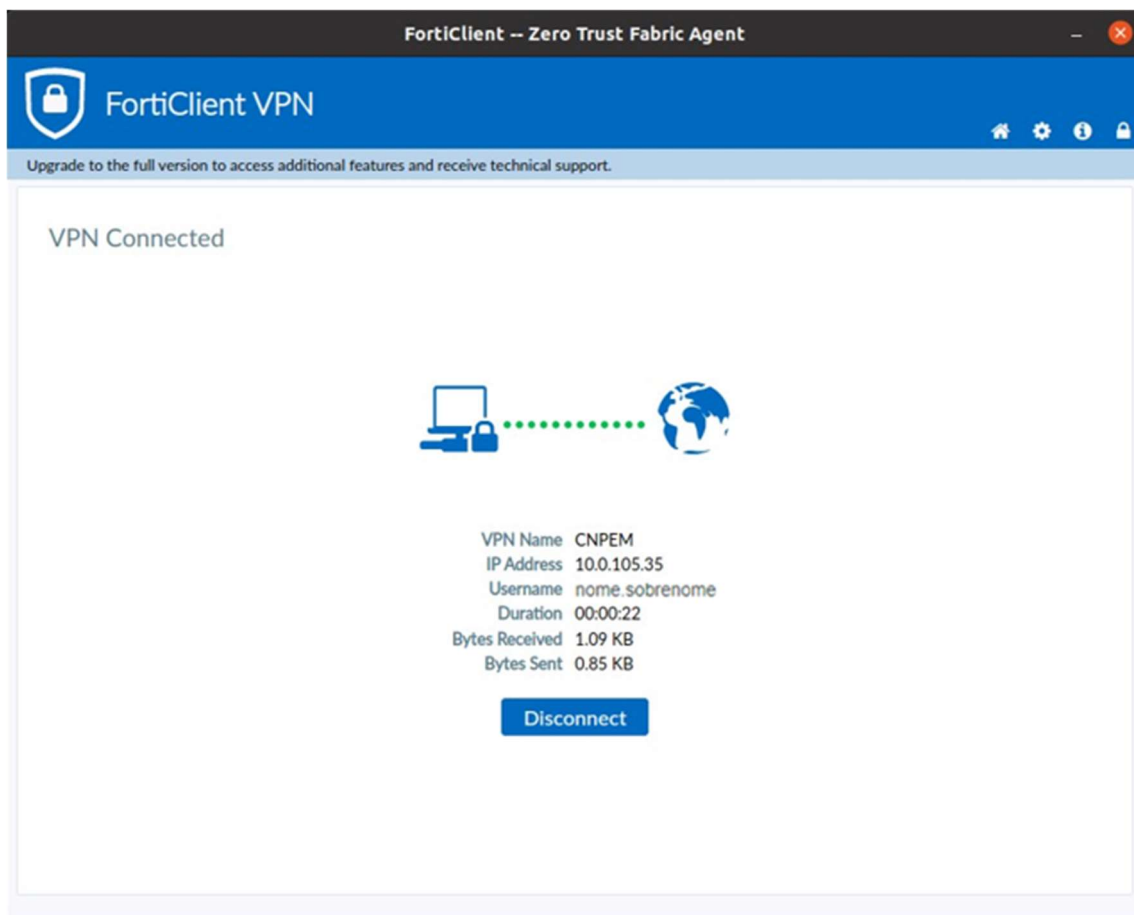 FortiClient -- Zero Trust Fabric Agent
FortiClient VPN
Upgrade to the full version to access additional features and receive technical support.
VPN Connected
VPN Name CNPEM
IP Address 10.0.105.35
Username nome.sobrenome
Duration 00:00:22
Bytes Received 1.09 KB
Bytes Sent 0.85 KB
Disconnect